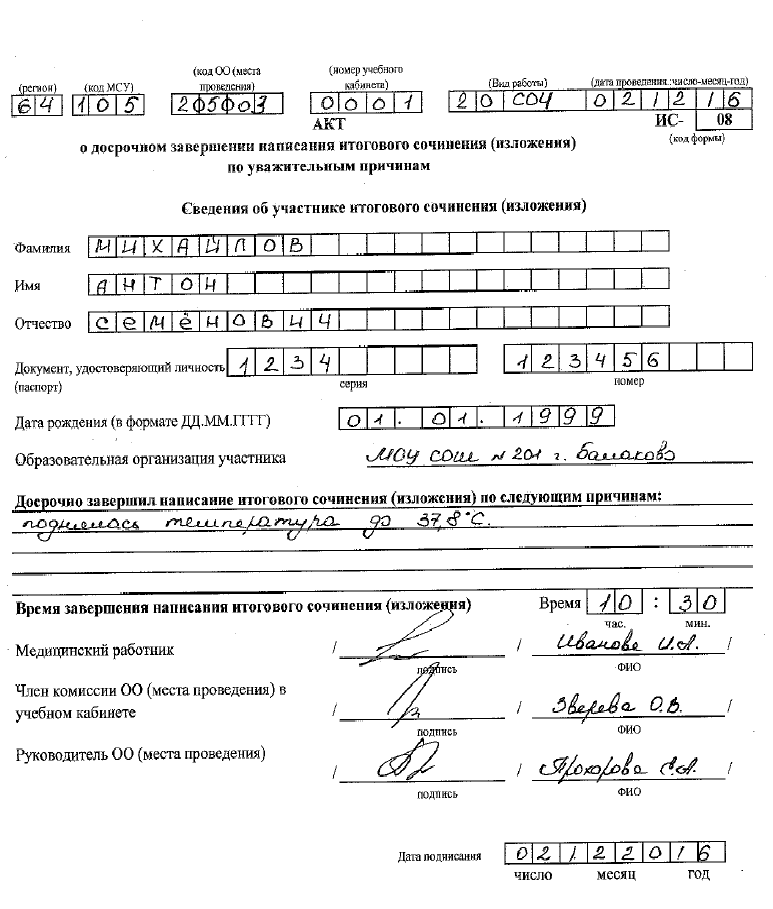 (регион) (код МСУ) (код ОО (места проведения) (номер учебного кабинета) (Вид работы) (дата проведения.:число-месяц-год)
64 105 205003 0001 20 СОЧ 021216
АКТ ИС- 08
(код формы)
о досрочном завершении написания итогового сочинения (изложения)
по уважительным причинам
Сведения об участнике итогового сочинения (изложения)
Фамилия МИХАЙЛОВ
Имя АНТОН
Отчество СЕМЁНОВИЧ
Документ, удостоверяющий личность 1234 123456
(паспорт) серия номер
Дата рождения (в формате ДД.ММ.ГГГГ) 01.01.1999
Образовательная организация участника МОУ СОШ №201 г. Балаково
Досрочно завершил написание итогового сочинения (изложения) по следующим причинам:
поднялась температура до 37,8°С.
Время завершения написания итогового сочинения (изложения) Время 10 : 30
час. мин.
Медицинский работник / / Иванова И.А. /
подпись ФИО
Член комиссии ОО (места проведения) в
учебном кабинете / / Зверева О.В. /
подпись ФИО
Руководитель ОО (места проведения) / / Прохорова С.А. /
подпись ФИО
Дата подписания 02122016
число месяц год